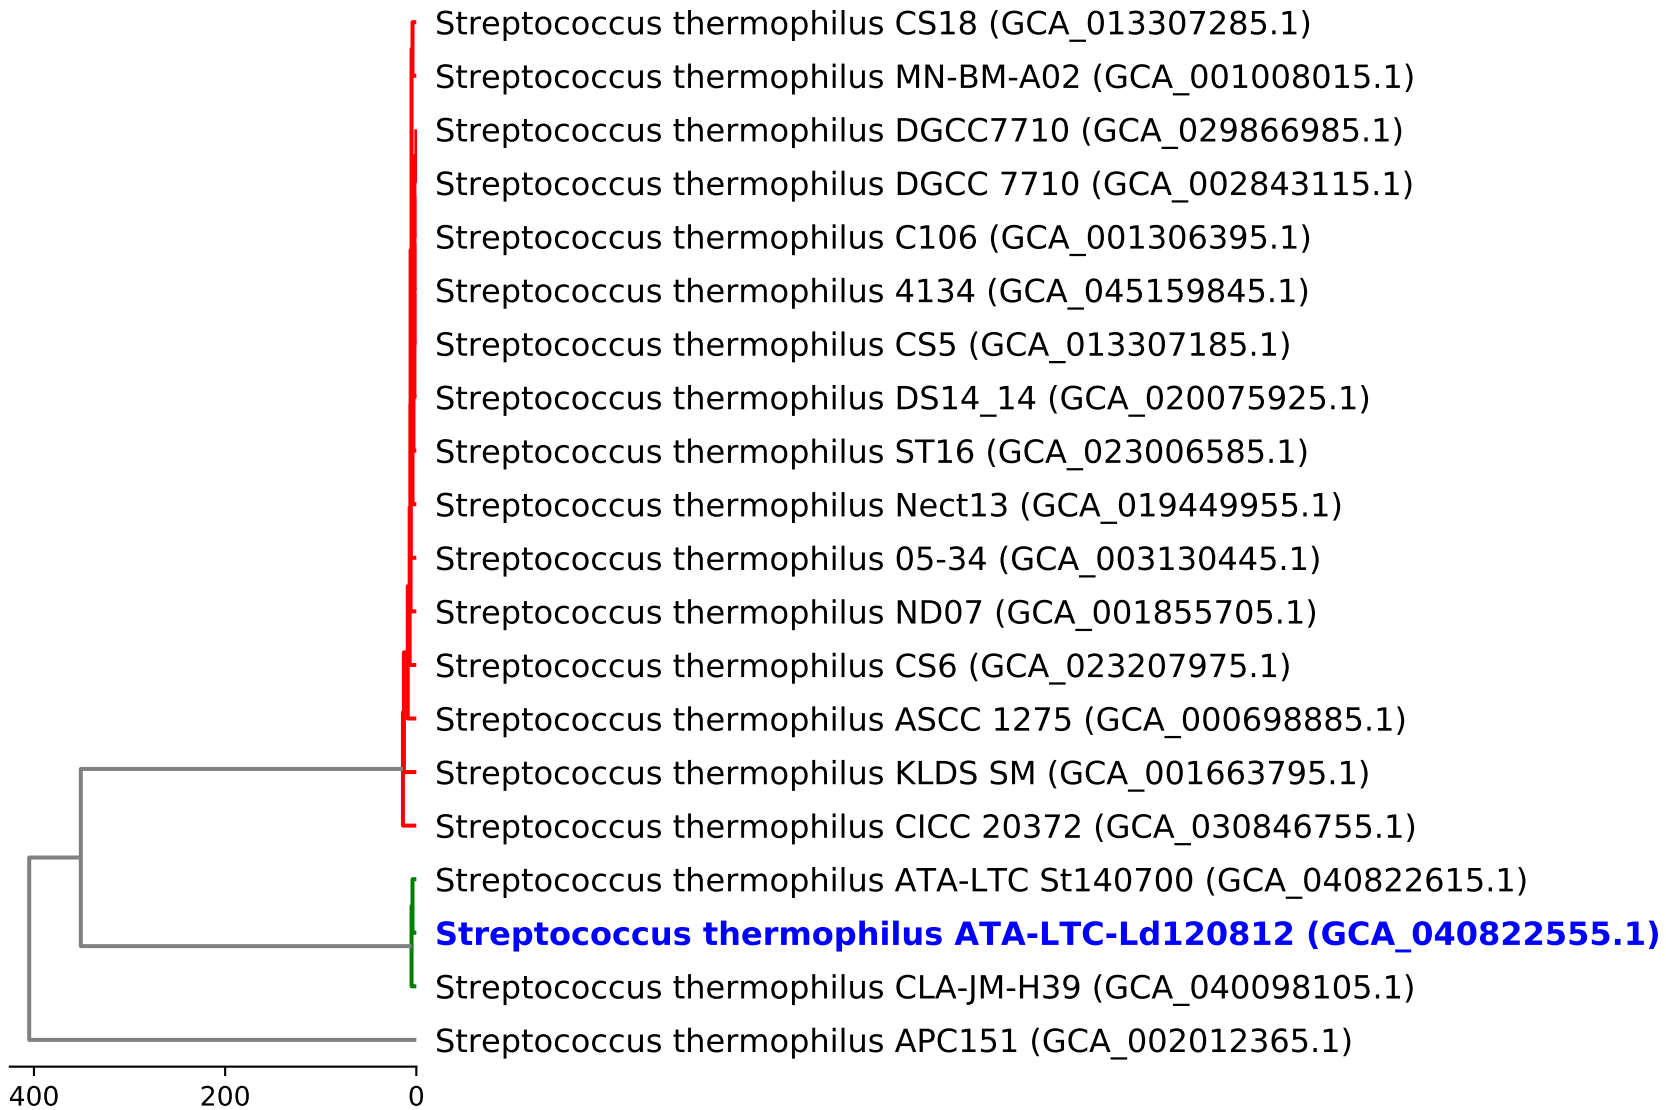 Streptococcus thermophilus CS18 (GCA_013307285.1)
Streptococcus thermophilus MN-BM-A02 (GCA_001008015.1)
Streptococcus thermophilus DGCC7710 (GCA_029866985.1)
Streptococcus thermophilus DGCC 7710 (GCA_002843115.1)
Streptococcus thermophilus C106 (GCA_001306395.1)
Streptococcus thermophilus 4134 (GCA_045159845.1)
Streptococcus thermophilus CS5 (GCA_013307185.1)
Streptococcus thermophilus DS14_14 (GCA_020075925.1)
Streptococcus thermophilus ST16 (GCA_023006585.1)
Streptococcus thermophilus Nect13 (GCA_019449955.1)
Streptococcus thermophilus 05-34 (GCA_003130445.1)
Streptococcus thermophilus ND07 (GCA_001855705.1)
Streptococcus thermophilus CS6 (GCA_023207975.1)
Streptococcus thermophilus ASCC 1275 (GCA_000698885.1)
Streptococcus thermophilus KLDS SM (GCA_001663795.1)
Streptococcus thermophilus CICC 20372 (GCA_030846755.1)
Streptococcus thermophilus ATA-LTC St140700 (GCA_040822615.1)
Streptococcus thermophilus ATA-LTC-Ld120812 (GCA_040822555.1)
Streptococcus thermophilus CLA-JM-H39 (GCA_040098105.1)
Streptococcus thermophilus APC151 (GCA_002012365.1)
400 200 0